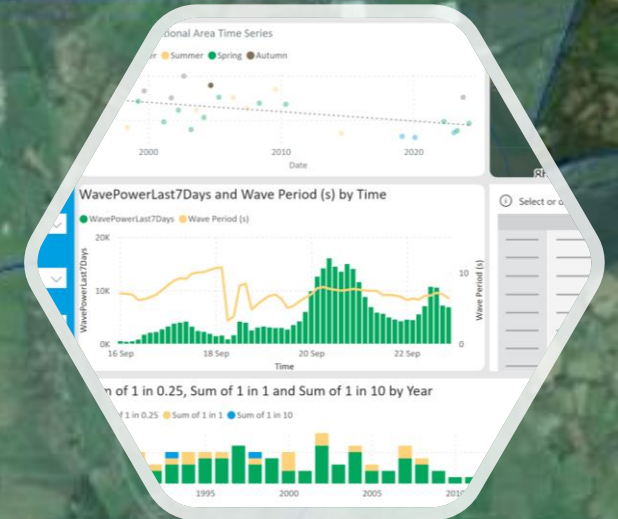 tional Area Time Series
er Summer Spring Autumn
2000 2010 2020
Date
WavePowerLast7Days and Wave Period (s) by Time
WavePowerLast7Days Wave Period (s)
WavePowerLast7Days
20K
10K
0K
10
0
Wave Period (s)
16 Sep 18 Sep 20 Sep 22 Sep
Time
Select or d
m of 1 in 0.25, Sum of 1 in 1 and Sum of 1 in 10 by Year
f 1 in 0.25 Sum of 1 in 1 Sum of 1 in 10
1995 2000 2005 2010